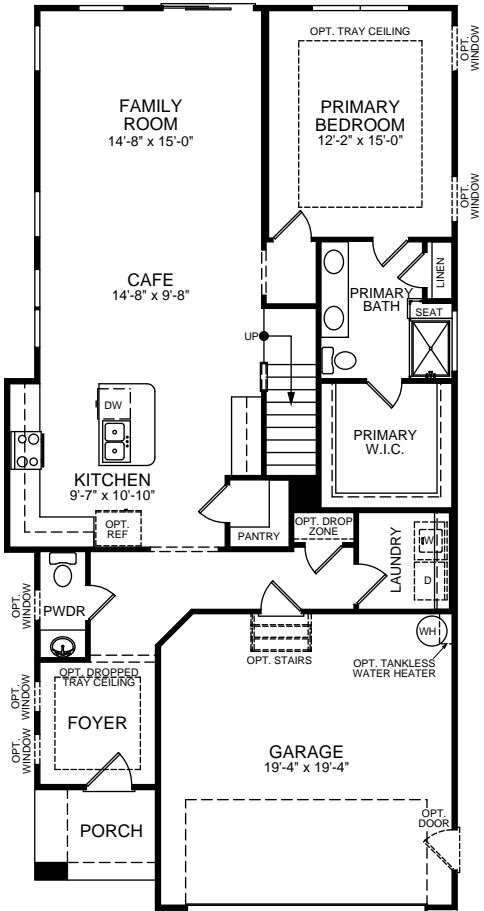 OPT. TRAY CEILING
OPT.
WINDOW
FAMILY
ROOM
14'-8" x 15'-0"
PRIMARY
BEDROOM
12'-2" x 15'-0"
OPT.
WINDOW
CAFE
14'-8" x 9'-8"
LINEN
PRIMARY
BATH
SEAT
UP
DW
PRIMARY
W.I.C.
KITCHEN
9'-7" x 10'-10"
OPT.
REF
PANTRY
OPT. DROP
ZONE
LAUNDRY
W
D
OPT.
WINDOW
PWDR
WH
OPT. STAIRS
OPT. TANKLESS
WATER HEATER
OPT. DROPPED
TRAY CEILING
OPT.
WINDOW
FOYER
OPT.
WINDOW
GARAGE
19'-4" x 19'-4"
OPT.
DOOR
PORCH